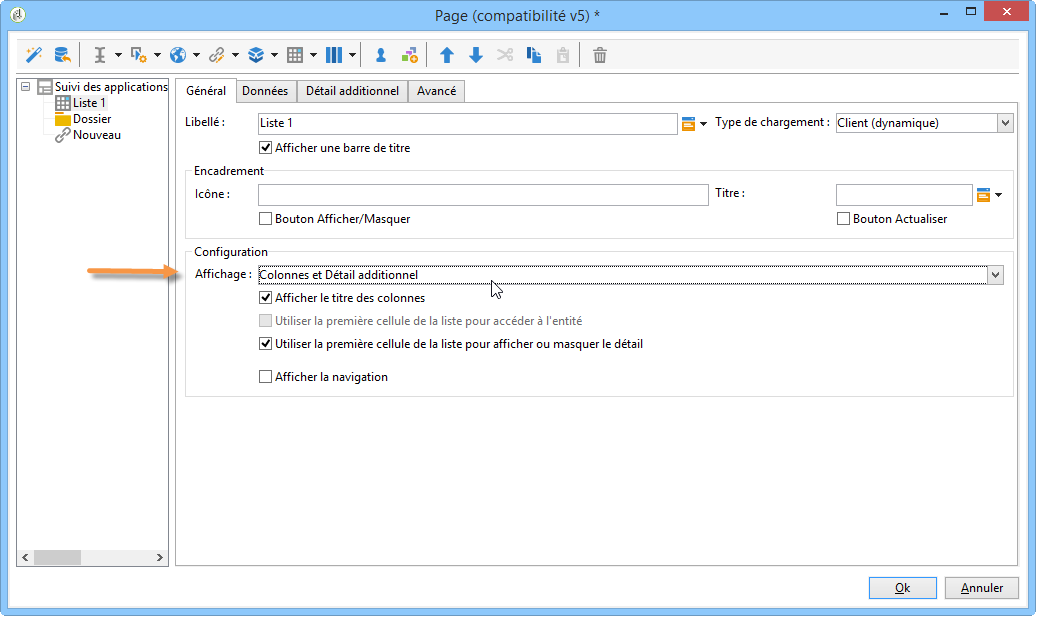 Page (compatibilité v5) *
Suivi des applications
Liste 1
Dossier
Nouveau
Général
Données
Détail additionnel
Avancé
Libellé :
Liste 1
Type de chargement :
Client (dynamique)
Afficher une barre de titre
Encadrement
Icône :
Titre :
Bouton Afficher/Masquer
Bouton Actualiser
Configuration
Affichage :
Colonnes et Détail additionnel
Afficher le titre des colonnes
Utiliser la première cellule de la liste pour accéder à l'entité
Utiliser la première cellule de la liste pour afficher ou masquer le détail
Afficher la navigation
Ok
Annuler